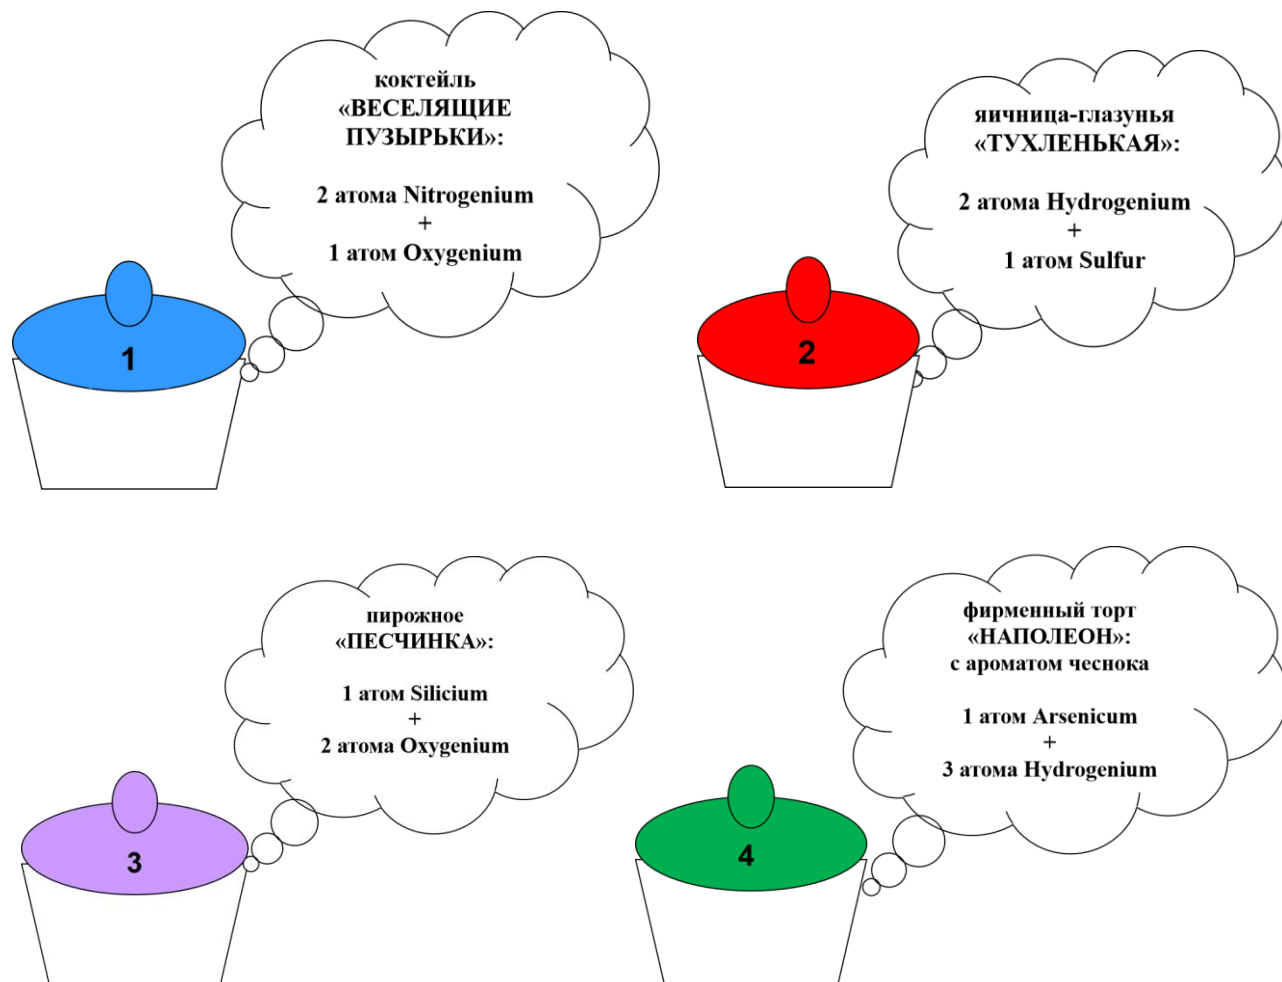 коктейль
«ВЕСЕЛЯЩИЕ
ПУЗЫРЬКИ»:
2 атома Nitrogenium
+
1 атом Oxygenium
1
яичница-глазунья
«ТУХЛЕНЬКАЯ»:
2 атома Hydrogenium
+
1 атом Sulfur
2
пирожное
«ПЕСЧИНКА»:
1 атом Silicium
+
2 атома Oxygenium
3
фирменный торт
«НАПОЛЕОН»:
с ароматом чеснока
1 атом Arsenicum
+
3 атома Hydrogenium
4